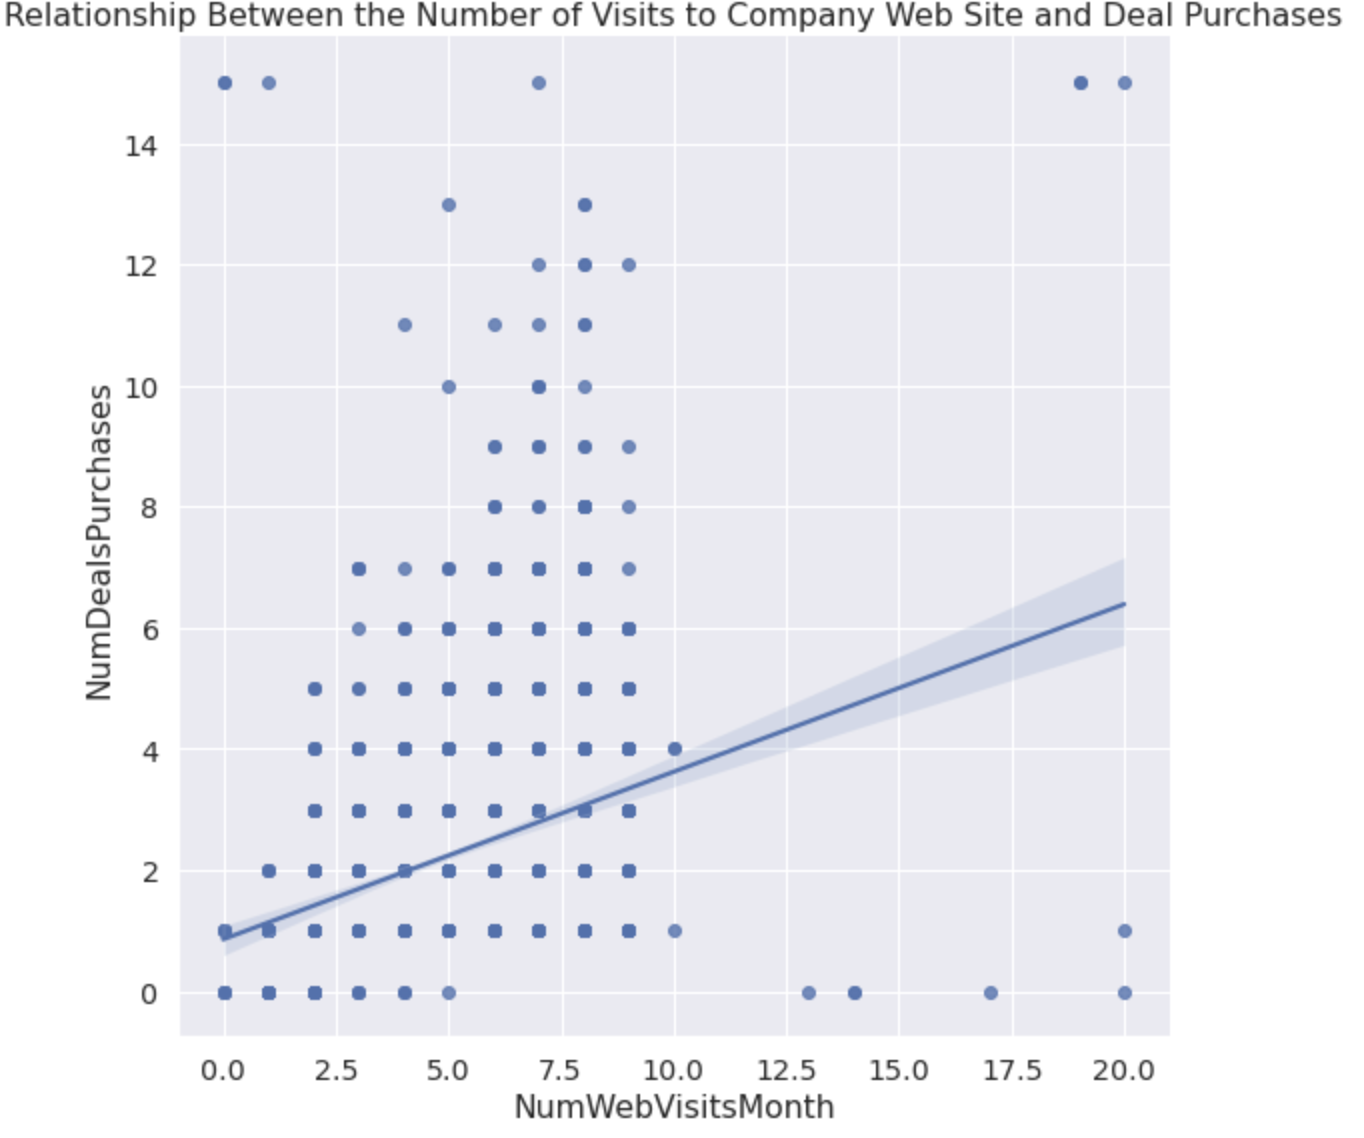 Relationship Between the Number of Visits to Company Web Site and Deal Purchases
14
12
10
8
6
4
2
0
NumDealsPurchases
0.0 2.5 5.0 7.5 10.0 12.5 15.0 17.5 20.0
NumWebVisitsMonth